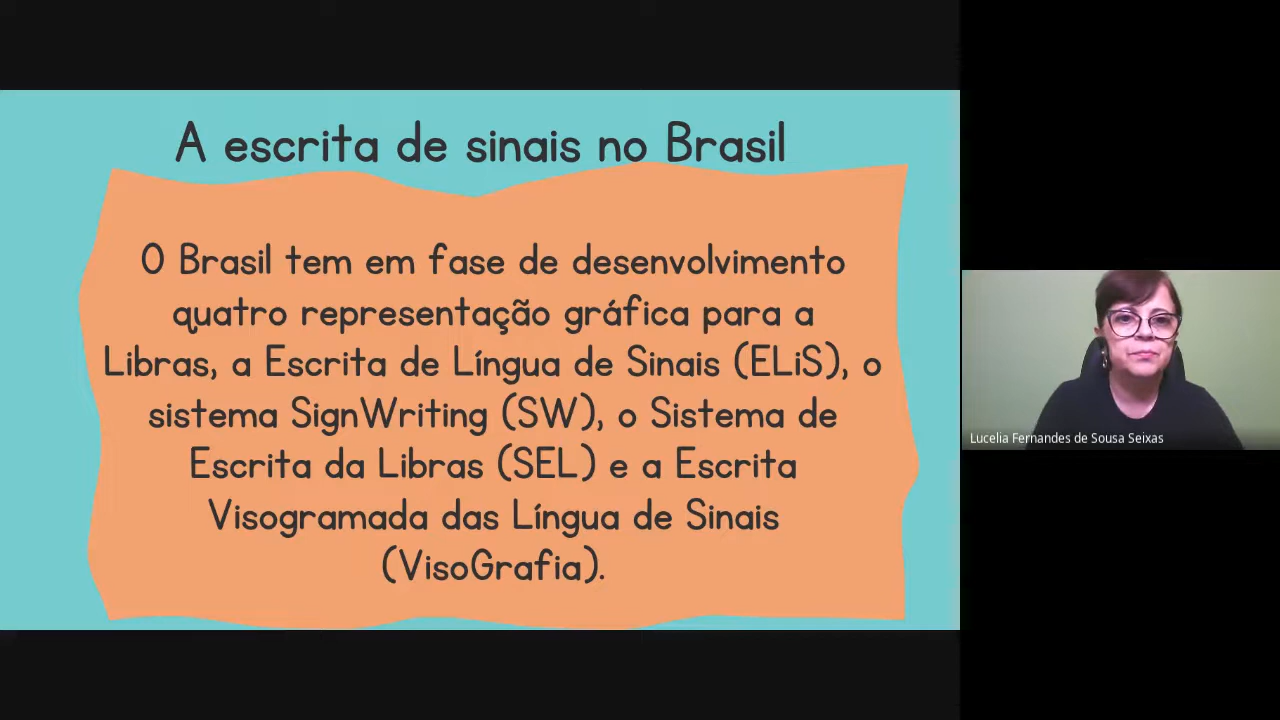 A escrita de sinais no Brasil
O Brasil tem em fase de desenvolvimento
quatro representação gráfica para a
Libras, a Escrita de Língua de Sinais (ELiS), o
sistema SignWriting (SW), o Sistema de
Escrita da Libras (SEL) e a Escrita
Visogramada das Língua de Sinais
(VisoGrafia).
Lucelia Fernandes de Sousa Seixas